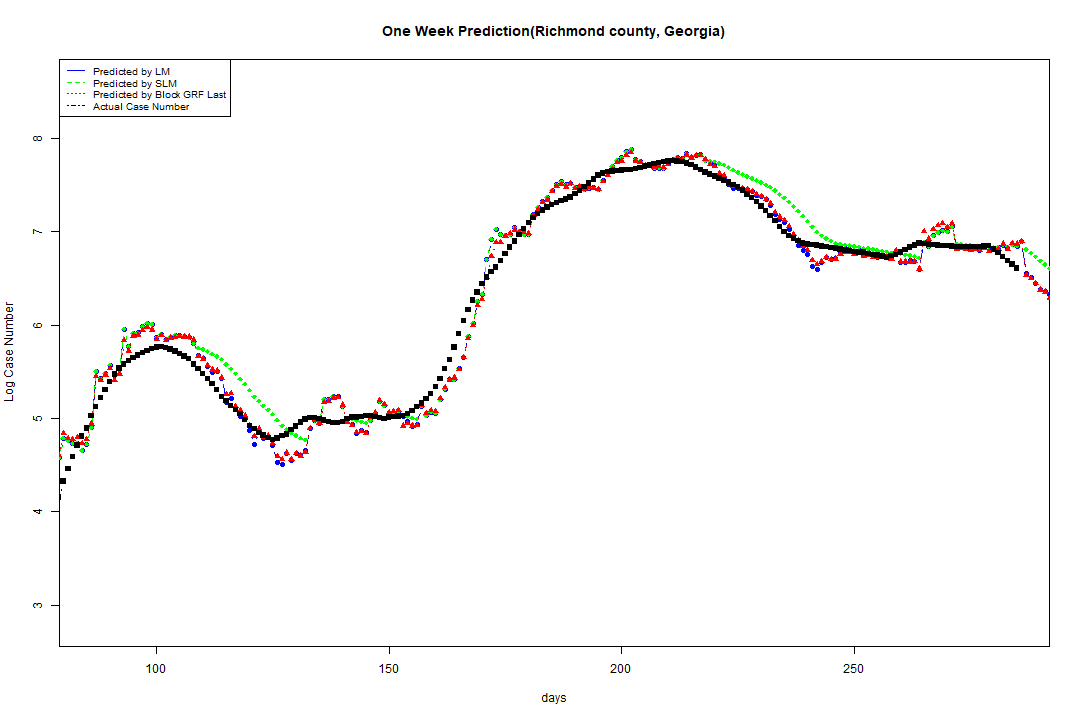 One Week Prediction(Richmond county, Georgia)
Predicted by LM
Predicted by SLM
Predicted by Block GRF Last
Actual Case Number
8
7
6
5
4
3
Log Case Number
100 150 200 250
days